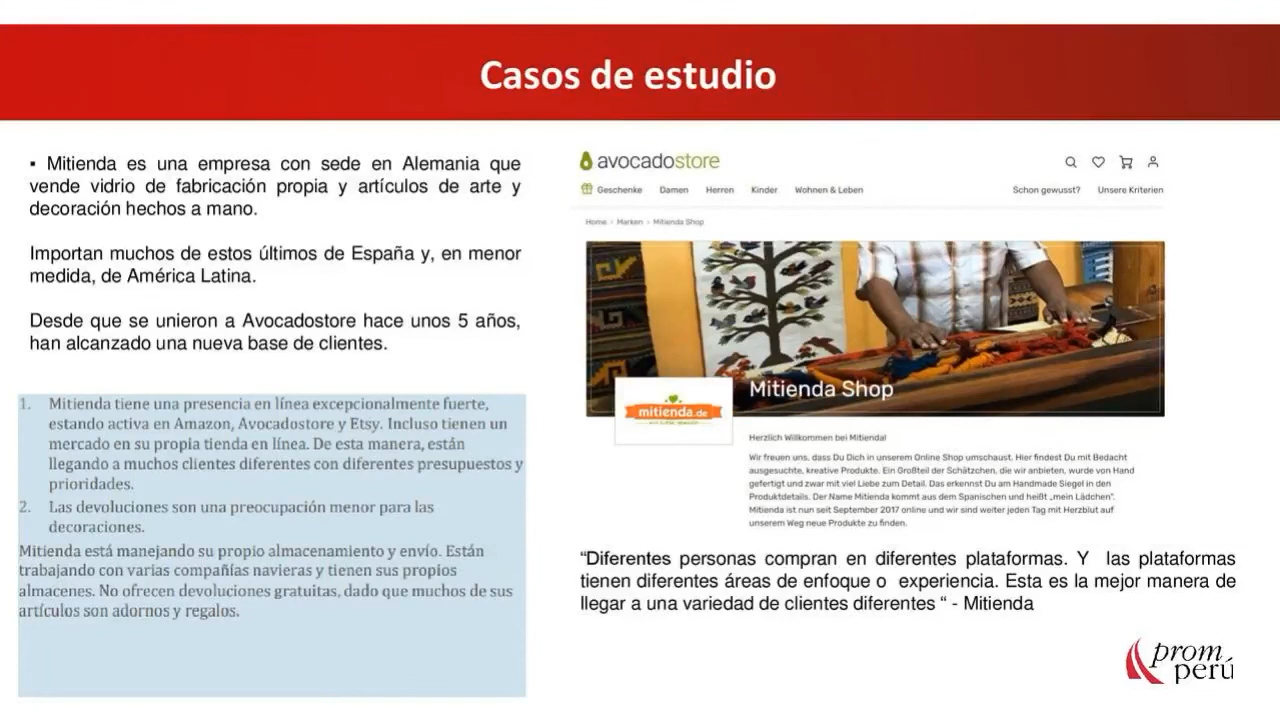 Casos de estudio
▪ Mitienda es una empresa con sede en Alemania que
vende vidrio de fabricación propia y artículos de arte y
decoración hechos a mano.
Importan muchos de estos últimos de España y, en menor
medida, de América Latina.
Desde que se unieron a Avocadostore hace unos 5 años,
han alcanzado una nueva base de clientes.
1. Mitienda tiene una presencia en línea excepcionalmente fuerte,
estando activa en Amazon, Avocadostore y Etsy. Incluso tienen un
mercado en su propia tienda en línea. De esta manera, están
llegando a muchos clientes diferentes con diferentes presupuestos y
prioridades.
2. Las devoluciones son una preocupación menor para las
decoraciones.
Mitienda está manejando su propio almacenamiento y envío. Están
trabajando con varias compañías navieras y tienen sus propios
almacenes. No ofrecen devoluciones gratuitas, dado que muchos de sus
artículos son adornos y regalos.
avocadostore
Geschenke Damen Herren Kinder Wohnen & Leben Schon gewusst? Unsere Kriterien
Home › Marken › Mitienda Shop
Mitienda Shop
mitienda.de
Herzlich Willkommen bei Mitienda!
Wir freuen uns, dass Du Dich in unserem Online Shop umschaust. Hier findest Du mit Bedacht
ausgesuchte, kreative Produkte. Ein Großteil der Schätzchen, die wir anbieten, wurde von Hand
gefertigt und zwar mit viel Liebe zum Detail. Das erkennst Du am Handmade Siegel in den
Produktdetails. Der Name Mitienda kommt aus dem Spanischen und heißt „mein Lädchen".
Mitienda ist nun seit September 2017 online und wir sind weiter jeden Tag mit Herzblut auf
unserem Weg neue Produkte zu finden.
“Diferentes personas compran en diferentes plataformas. Y las plataformas
tienen diferentes áreas de enfoque o experiencia. Esta es la mejor manera de
llegar a una variedad de clientes diferentes “ - Mitienda
prom
perú